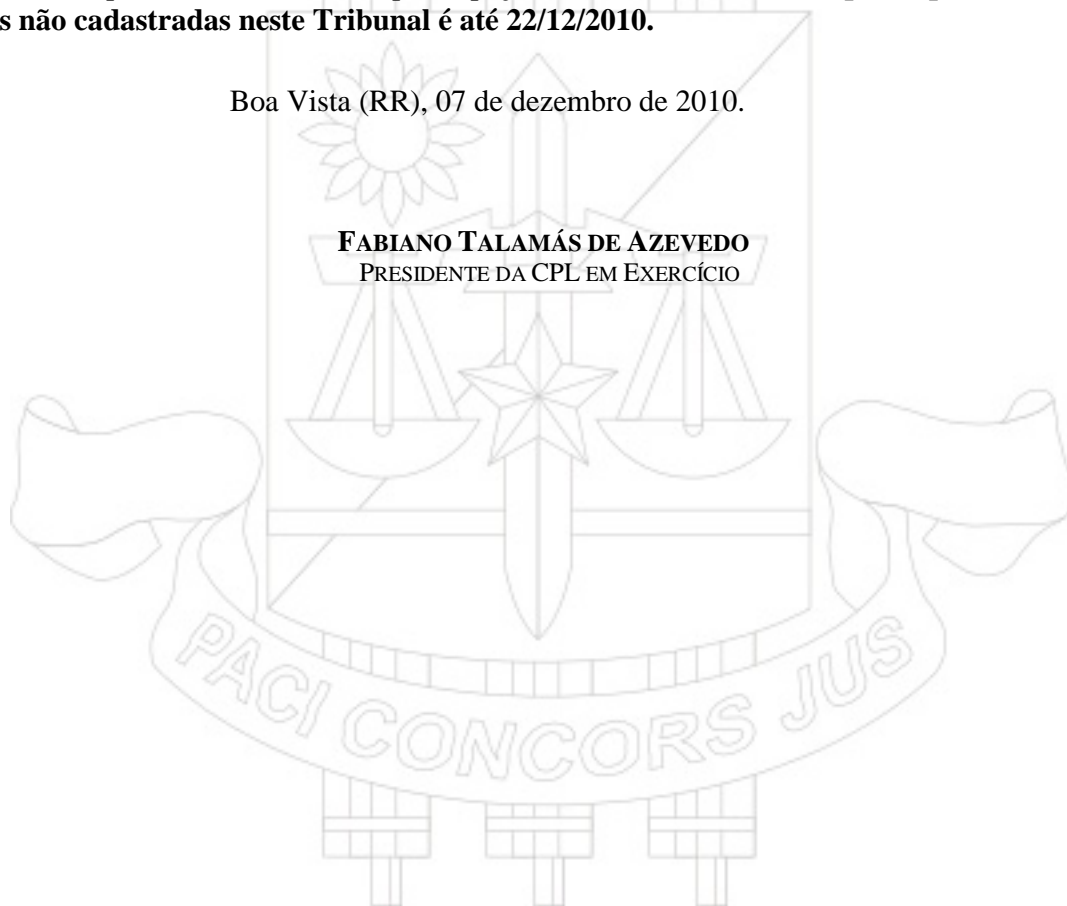 s não cadastradas neste Tribunal é até 22/12/2010.
Boa Vista (RR), 07 de dezembro de 2010.
FABIANO TALAMÁS DE AZEVEDO
PRESIDENTE DA CPL EM EXERCÍCIO
PACI CONCORS JUS